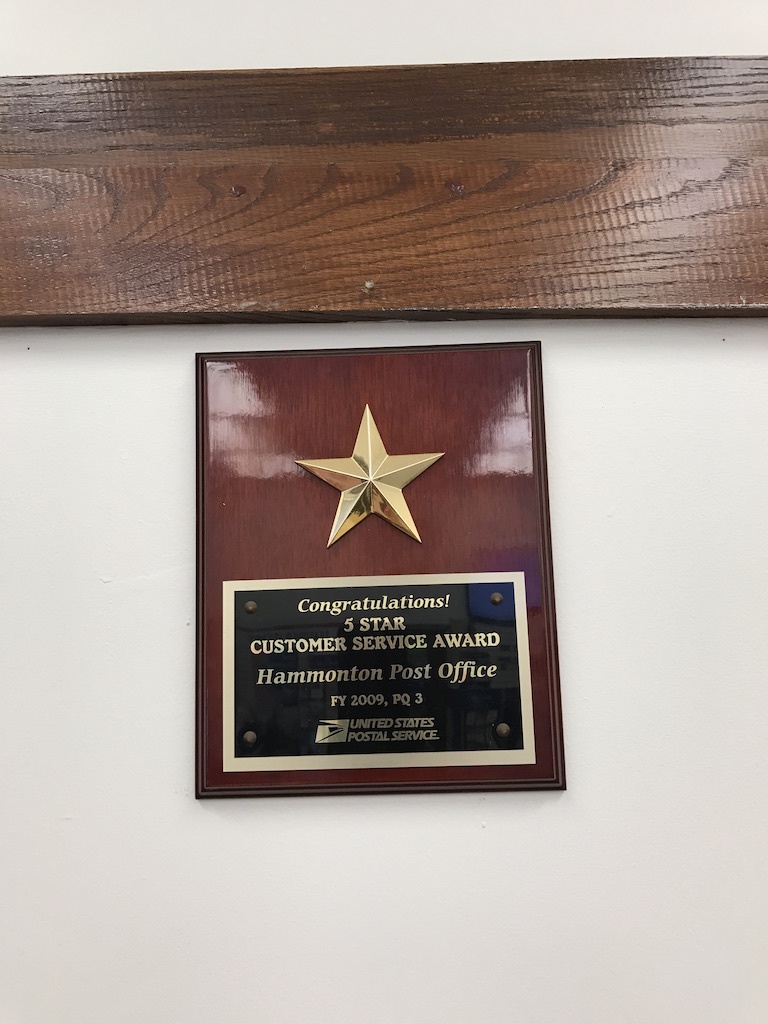 Congratulations!
5 STAR
CUSTOMER SERVICE AWARD
Hammonton Post Office
FY 2009, PQ 3
UNITED STATES
POSTAL SERVICE.